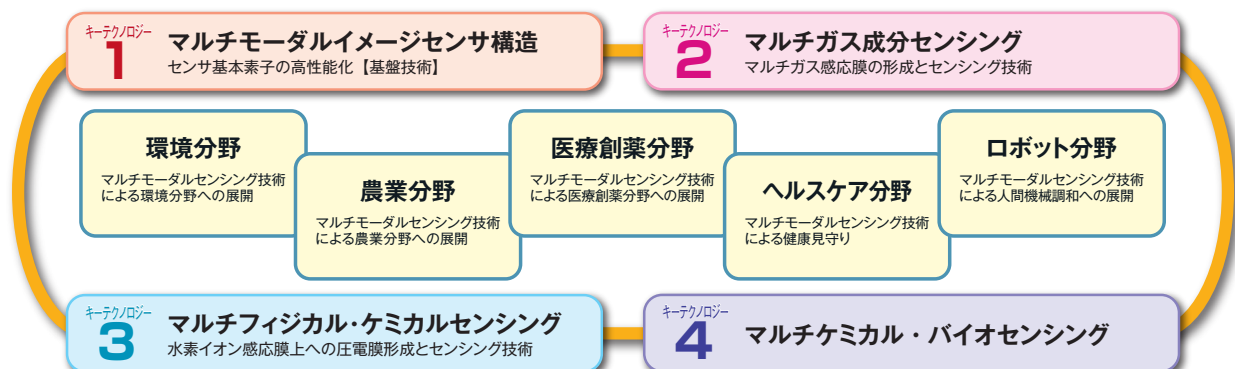 キーテクノロジー
1
マルチモーダルイメージセンサ構造
センサ基本素子の高性能化【基盤技術】
キーテクノロジー
2
マルチガス成分センシング
マルチガス感応膜の形成とセンシング技術
環境分野
マルチモーダルセンシング技術
による環境分野への展開
農業分野
マルチモーダルセンシング技術
による農業分野への展開
医療創薬分野
マルチモーダルセンシング技術
による医療創薬分野への展開
ヘルスケア分野
マルチモーダルセンシング技術
による健康見守り
ロボット分野
マルチモーダルセンシング技術
による人間機械調和への展開
キーテクノロジー
3
マルチフィジカル・ケミカルセンシング
水素イオン感応膜上への圧電膜形成とセンシング技術
キーテクノロジー
4
マルチケミカル・バイオセンシング